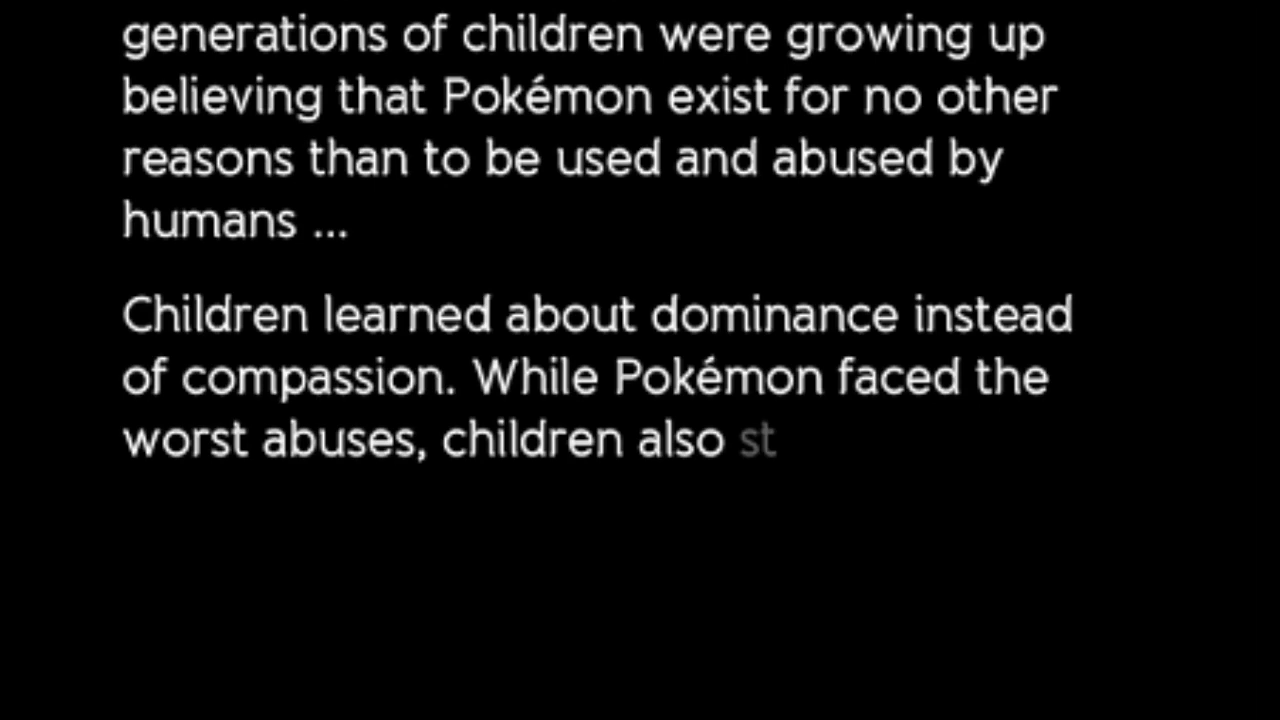 generations of children were growing up
believing that Pokémon exist for no other
reasons than to be used and abused by
humans ...
Children learned about dominance instead
of compassion. While Pokémon faced the
worst abuses, children also st